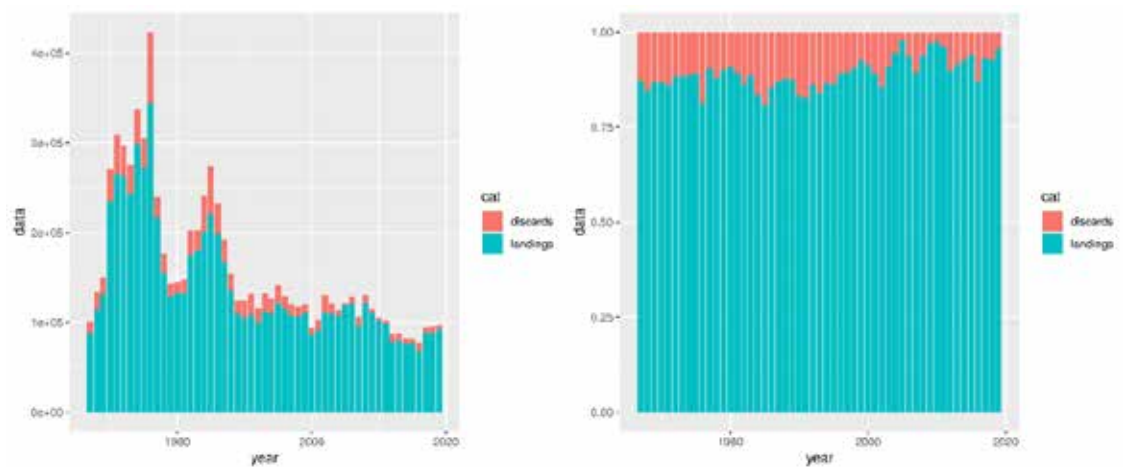 4e+05
3e+05
2e+05
1e+05
0e+00
data
1980
2000
2020
year
cat
discards
landings
1.00
0.75
0.50
0.25
0.00
data
1980
2000
2020
year
cat
discards
landings